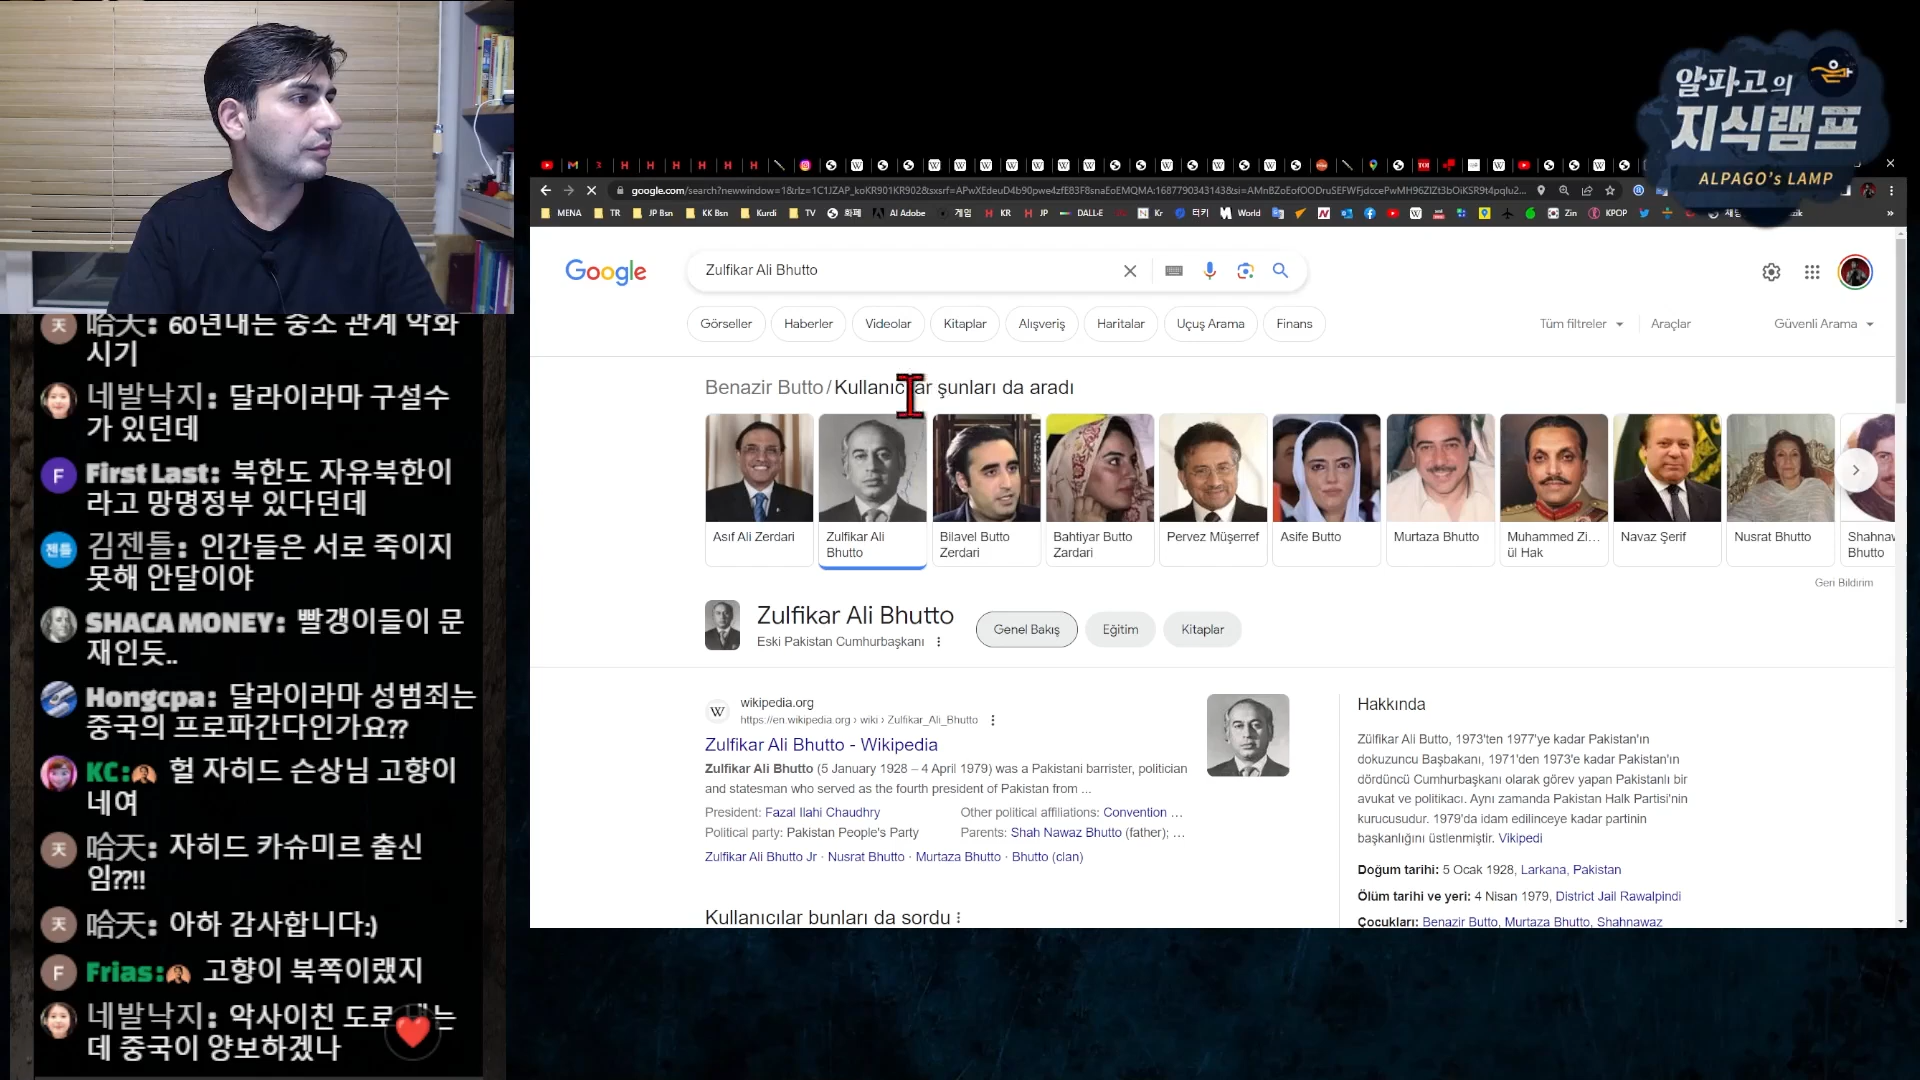 알파고의
지식램프
ALPAGO's LAMP
MENA
TR
JP Bsn
KK Bsn
Kurdi
TV
화폐
AI Adobe
게임
KR
JP
DALL·E
Kr
터키
World
Zin
KPOP
Google
Zulfikar Ali Bhutto
Görseller
Haberler
Videolar
Kitaplar
Alışveriş
Haritalar
Uçuş Arama
Finans
Tüm filtreler
Araçlar
Güvenli Arama
Benazir Butto/ şunları da aradı
Asıf Ali Zerdari
Zulfikar Ali
Bhutto
Bilavel Butto
Zerdari
Bahtiyar Butto
Zardari
Pervez Müşerref
Asife Butto
Murtaza Bhutto
Muhammed Zi...
ül Hak
Navaz Şerif
Nusrat Bhutto
Bhutto
Geri Bildirim
Zulfikar Ali Bhutto
Eski Pakistan Cumhurbaşkanı
Genel Bakış
Eğitim
Kitaplar
wikipedia.org
https://en.wikipedia.org › wiki › Zulfikar_Ali_Bhutto
Zulfikar Ali Bhutto - Wikipedia
Zulfikar Ali Bhutto (5 January 1928 – 4 April 1979) was a Pakistani barrister, politician
and statesman who served as the fourth president of Pakistan from ...
President: Fazal Ilahi Chaudhry
Other political affiliations: Convention ...
Political party: Pakistan People's Party
Parents: Shah Nawaz Bhutto (father); ...
Zulfikar Ali Bhutto Jr · Nusrat Bhutto · Murtaza Bhutto · Bhutto (clan)
Kullanıcılar bunları da sordu
Hakkında
Zülfikar Ali Butto, 1973'ten 1977'ye kadar Pakistan'ın
dokuzuncu Başbakanı, 1971'den 1973'e kadar Pakistan'ın
dördüncü Cumhurbaşkanı olarak görev yapan Pakistanlı bir
avukat ve politikacı. Aynı zamanda Pakistan Halk Partisi'nin
kurucusudur. 1979'da idam edilinceye kadar partinin
başkanlığını üstlenmiştir. Vikipedi
Doğum tarihi: 5 Ocak 1928, Larkana, Pakistan
Ölüm tarihi ve yeri: 4 Nisan 1979, District Jail Rawalpindi
Çocukları: Benazir Butto, Murtaza Bhutto, Shahnawaz
哈天: 60년대는 중소 관계 악화
시기
네발낙지: 달라이라마 구설수
가 있던데
First Last: 북한도 자유북한이
라고 망명정부 있다던데
김젠틀: 인간들은 서로 죽이지
못해 안달이야
SHACA MONEY: 빨갱이들이 문
재인듯..
Hongcpa: 달라이라마 성범죄는
중국의 프로파간다인가요??
KC: 헐 자히드 손상님 고향이
네여
哈天: 자히드 카슈미르 출신
임??!!
哈天: 아하 감사합니다:)
Frias: 고향이 북쪽이랬지
네발낙지: 악사이친
데 중국이 양보하겠나